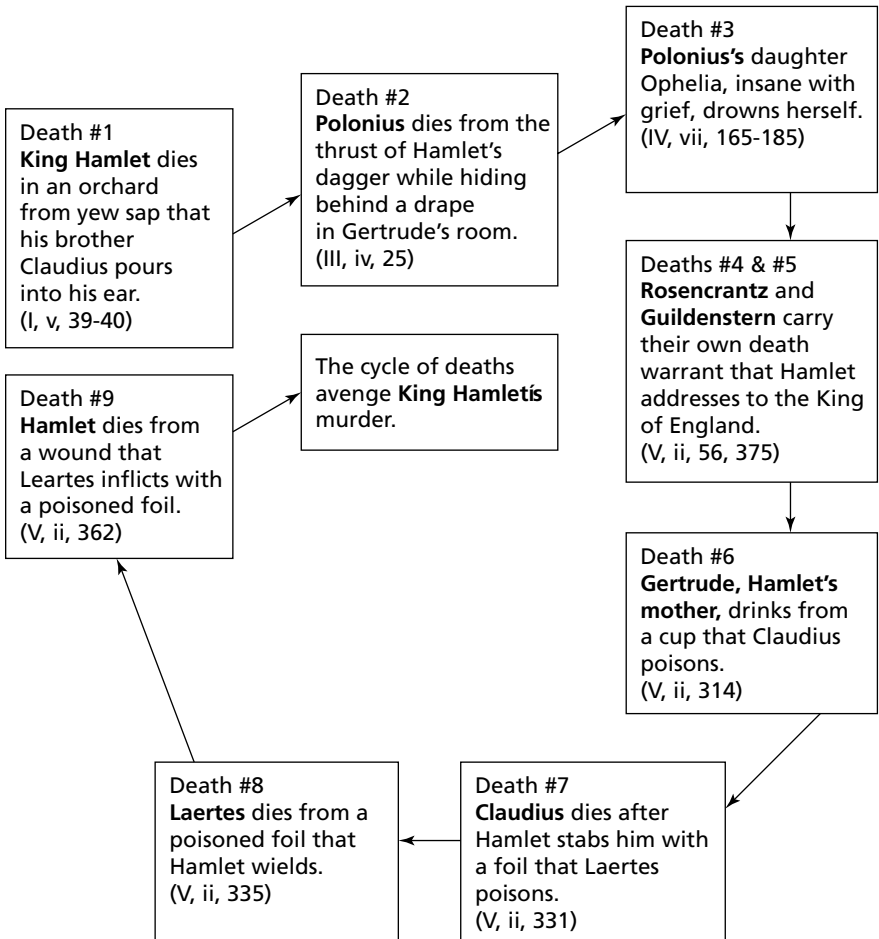 Death #1
King Hamlet dies
in an orchard
from yew sap that
his brother
Claudius pours
into his ear.
(I, v, 39-40)
Death #2
Polonius dies from the
thrust of Hamlet’s
dagger while hiding
behind a drape
in Gertrude’s room.
(III, iv, 25)
Death #3
Polonius’s daughter
Ophelia, insane with
grief, drowns herself.
(IV, vii, 165-185)
Deaths #4 & #5
Rosencrantz and
Guildenstern carry
their own death
warrant that Hamlet
addresses to the King
of England.
(V, ii, 56, 375)
Death #6
Gertrude, Hamlet’s
mother, drinks from
a cup that Claudius
poisons.
(V, ii, 314)
Death #7
Claudius dies after
Hamlet stabs him with
a foil that Laertes
poisons.
(V, ii, 331)
Death #8
Laertes dies from a
poisoned foil that
Hamlet wields.
(V, ii, 335)
Death #9
Hamlet dies from
a wound that
Leartes inflicts with
a poisoned foil.
(V, ii, 362)
The cycle of deaths
avenge King Hamletís
murder.